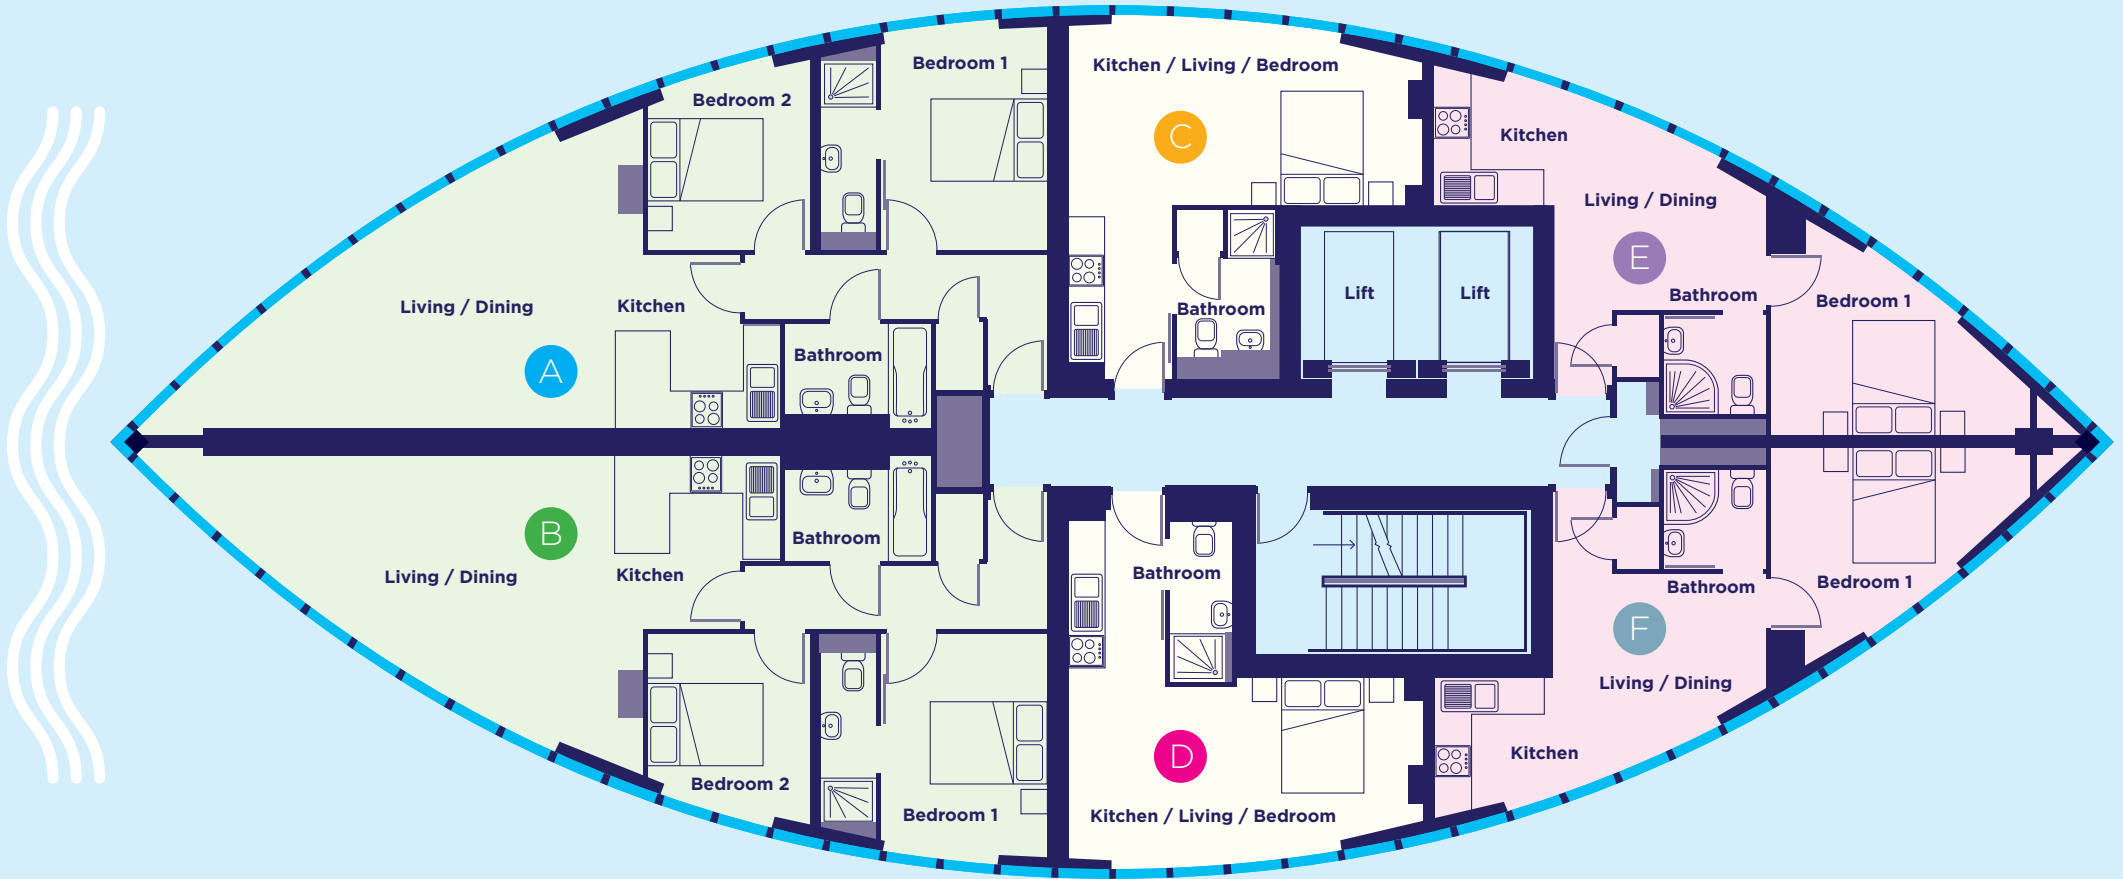 Bedroom 1
Kitchen / Living / Bedroom
Bedroom 2
C
Kitchen
Living / Dining
E
Lift
Lift
Bathroom
Bedroom 1
Living / Dining
Kitchen
Bathroom
Bathroom
A
B
Bathroom
Living / Dining
Kitchen
Bathroom
Bathroom
Bedroom 1
F
Living / Dining
D
Kitchen
Bedroom 2
Bedroom 1
Kitchen / Living / Bedroom